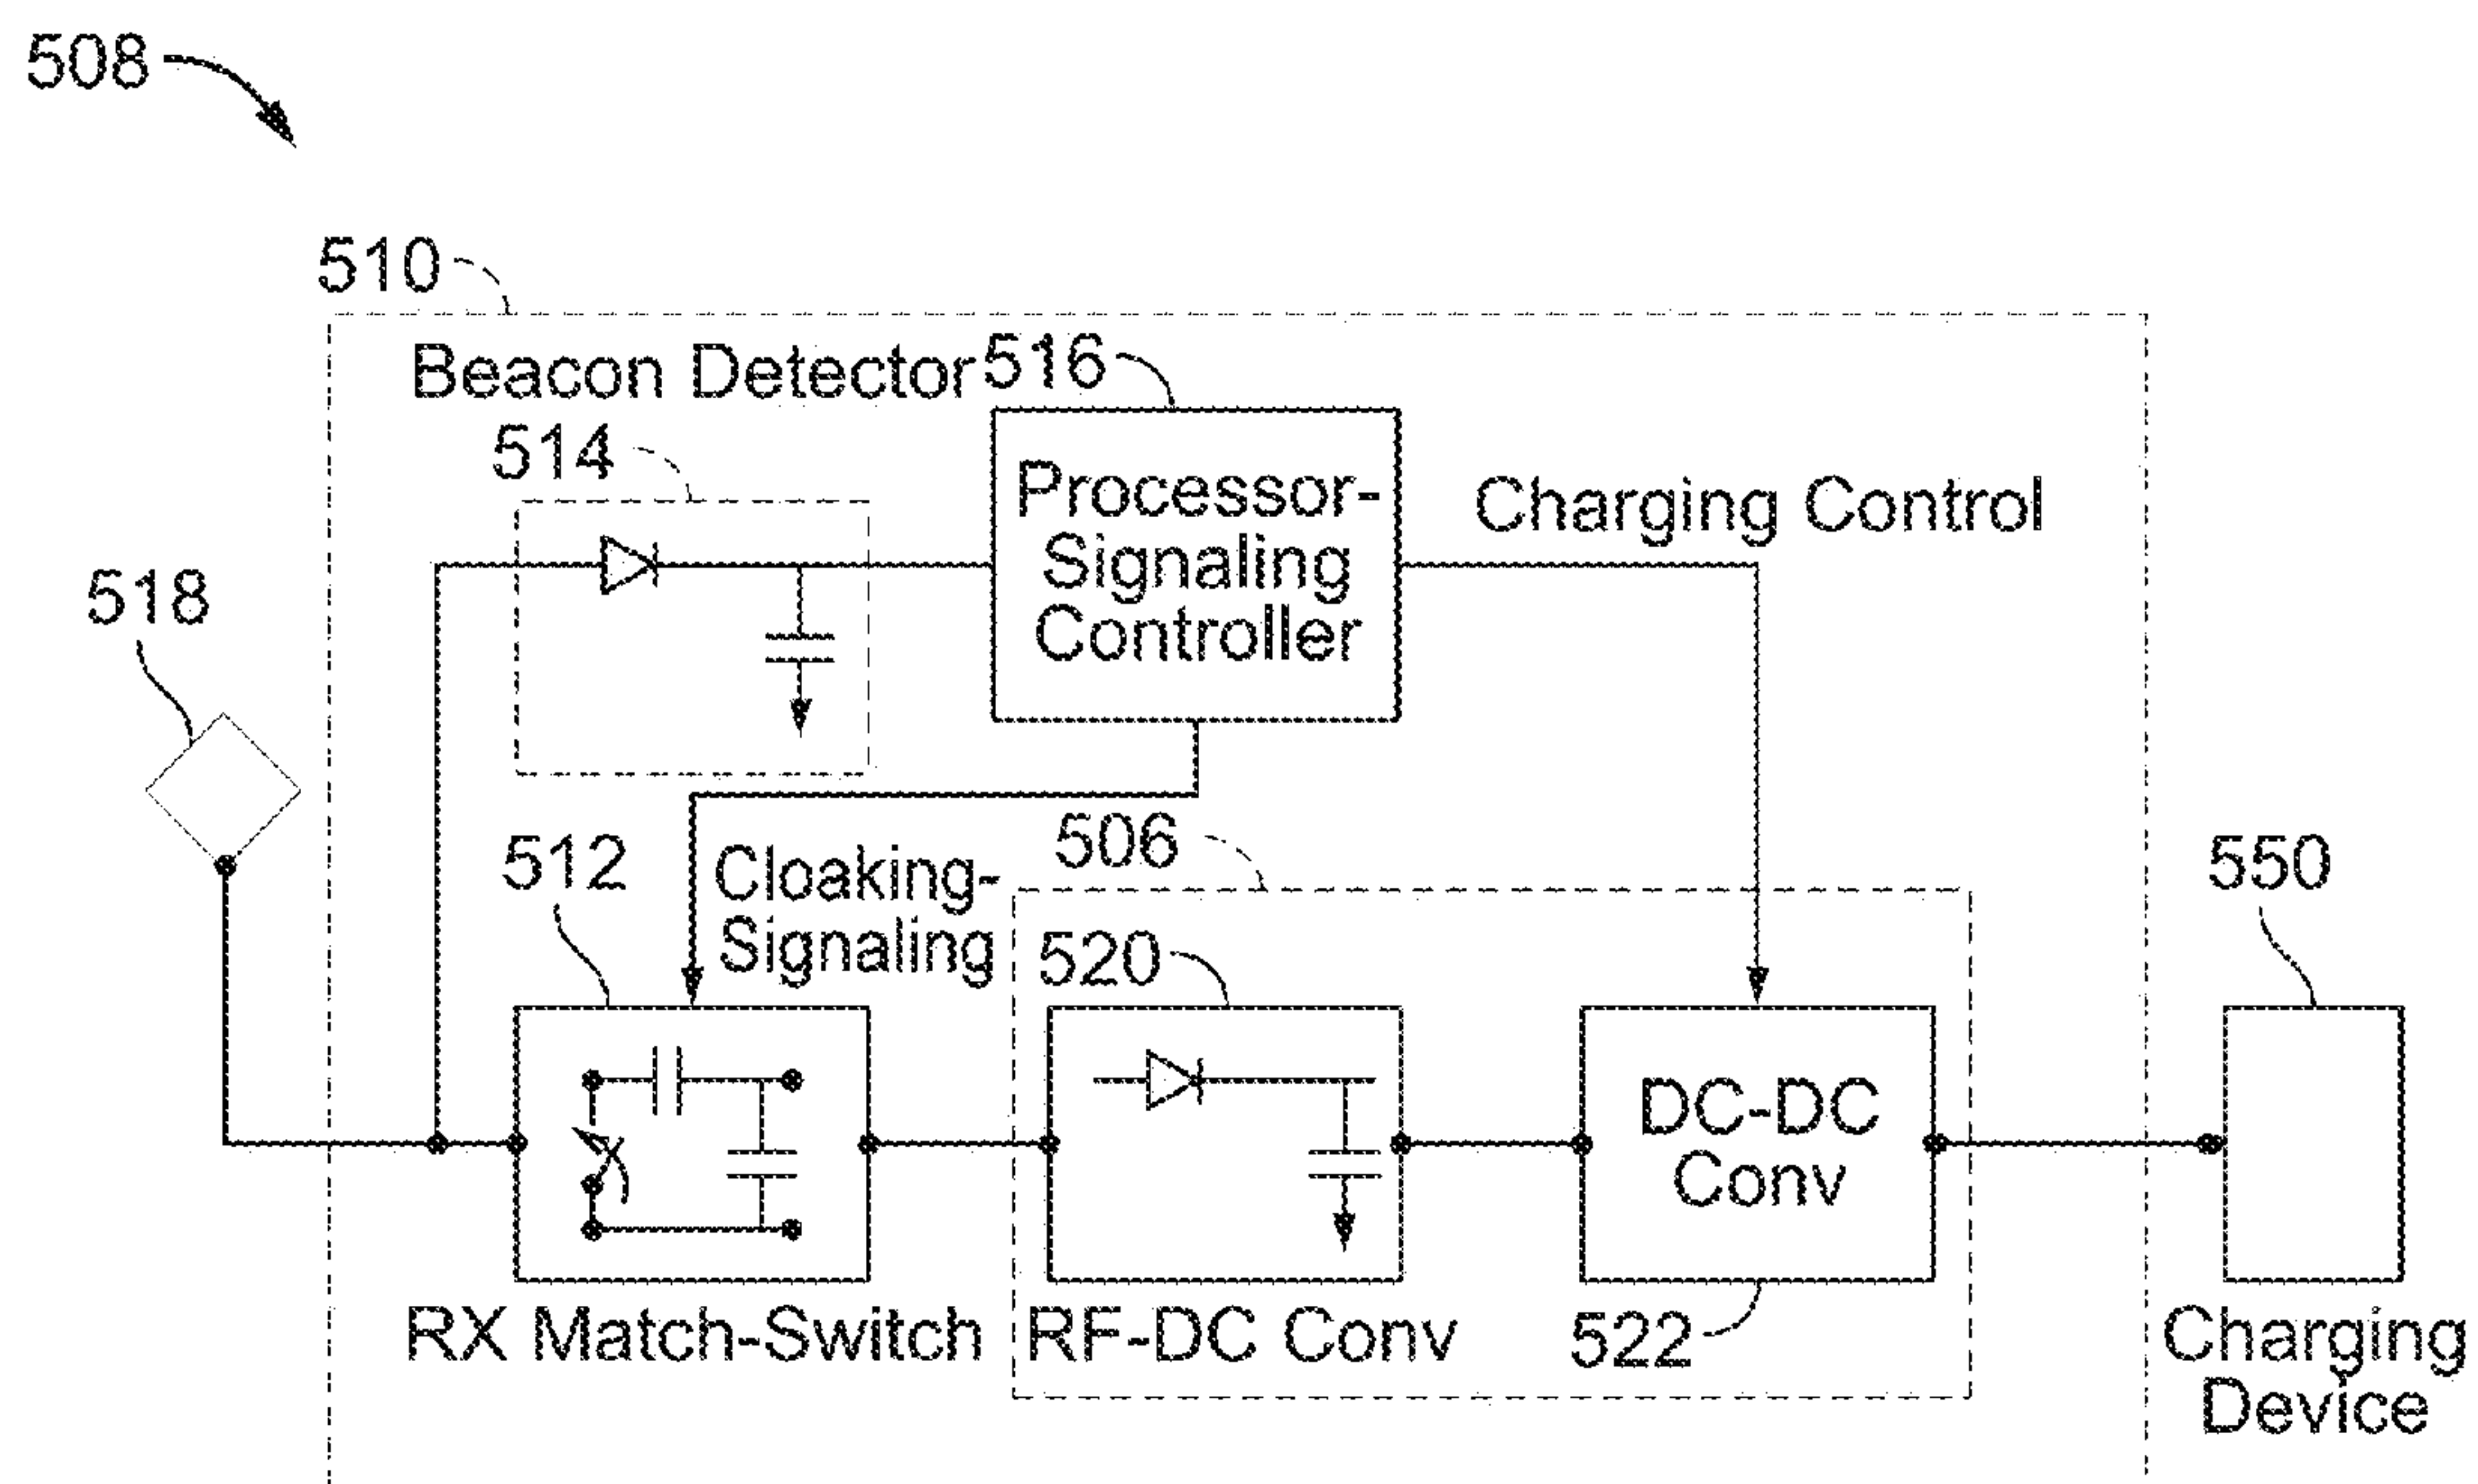 508
510
Beacon Detector
516
514
Processor-
Signaling
Controller
Charging Control
518
512
Cloaking-
Signaling
506
520
550
DC-DC
Conv
RX Match-Switch
RF-DC Conv
522
Charging
Device